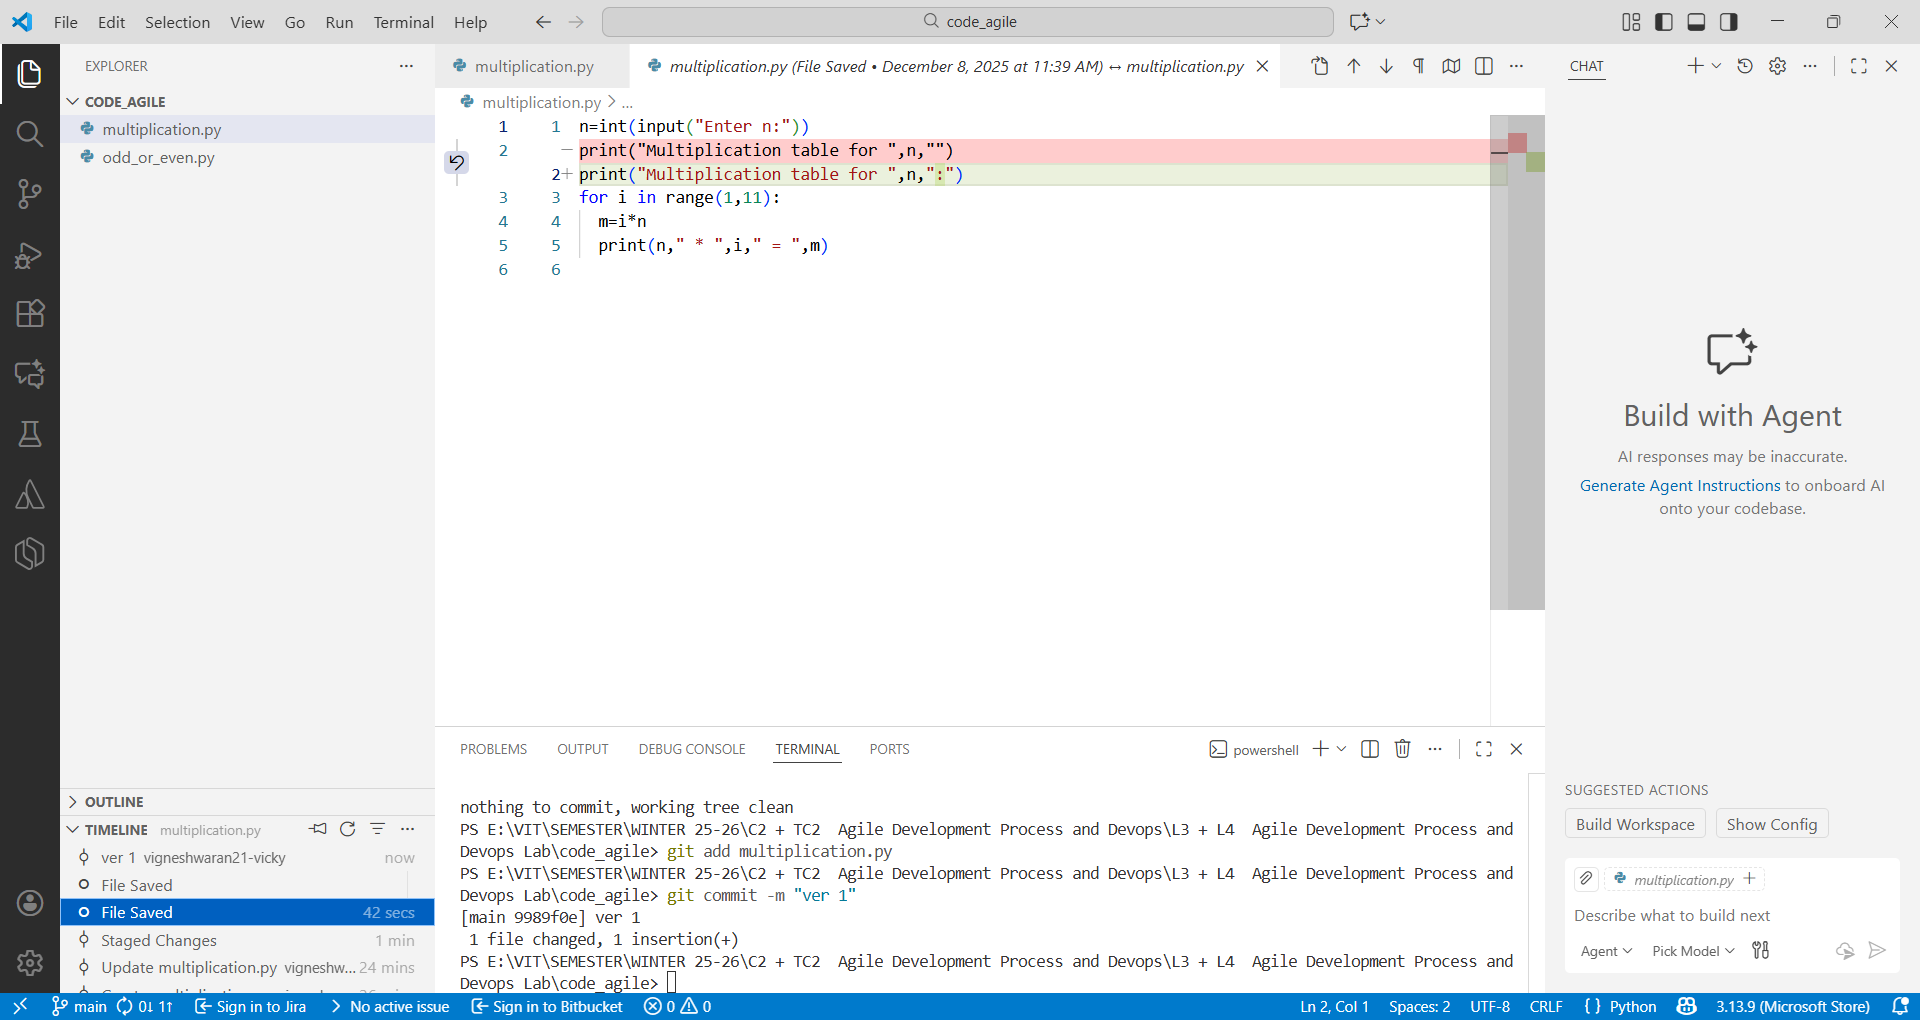 File Edit Selection View Go Run Terminal Help
code_agile
EXPLORER
CODE_AGILE
multiplication.py
odd_or_even.py
OUTLINE
TIMELINE multiplication.py
ver 1 vigneshwaran21-vicky now
File Saved
File Saved 42 secs
Staged Changes 1 min
Update multiplication.py vigneshw... 24 mins
multiplication.py
multiplication.py (File Saved • December 8, 2025 at 11:39 AM) ↔ multiplication.py
multiplication.py > ...
1 1 n=int(input("Enter n:"))
2 — print("Multiplication table for ",n,"")
2+ print("Multiplication table for ",n,":")
3 3 for i in range(1,11):
4 4 m=i*n
5 5 print(n," * ",i," = ",m)
6 6
PROBLEMS OUTPUT DEBUG CONSOLE TERMINAL PORTS
powershell
nothing to commit, working tree clean
PS E:\VIT\SEMESTER\WINTER 25-26\C2 + TC2  Agile Development Process and Devops\L3 + L4  Agile Development Process and
Devops Lab\code_agile> git add multiplication.py
PS E:\VIT\SEMESTER\WINTER 25-26\C2 + TC2  Agile Development Process and Devops\L3 + L4  Agile Development Process and
Devops Lab\code_agile> git commit -m "ver 1"
[main 9989f0e] ver 1
 1 file changed, 1 insertion(+)
PS E:\VIT\SEMESTER\WINTER 25-26\C2 + TC2  Agile Development Process and Devops\L3 + L4  Agile Development Process and
Devops Lab\code_agile>
CHAT
Build with Agent
AI responses may be inaccurate.
Generate Agent Instructions to onboard AI
onto your codebase.
SUGGESTED ACTIONS
Build Workspace Show Config
multiplication.py
Describe what to build next
Agent Pick Model
main 0↓ 1↑ Sign in to Jira No active issue Sign in to Bitbucket 0 0
Ln 2, Col 1 Spaces: 2 UTF-8 CRLF { } Python 3.13.9 (Microsoft Store)